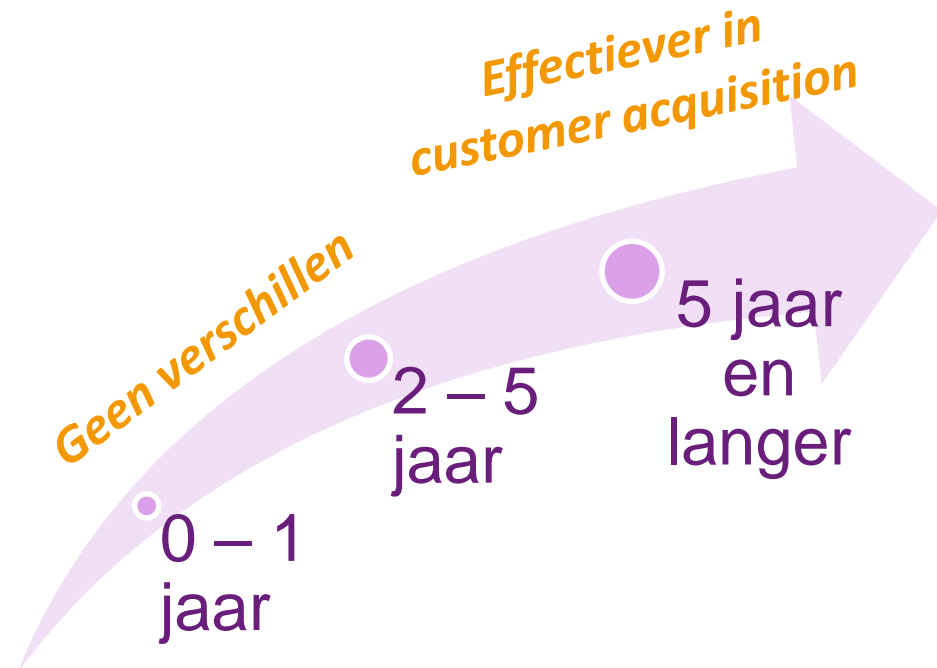 Effectiever in
customer acquisition
Geen verschillen
5 jaar
en
langer
2 – 5
jaar
0 – 1
jaar